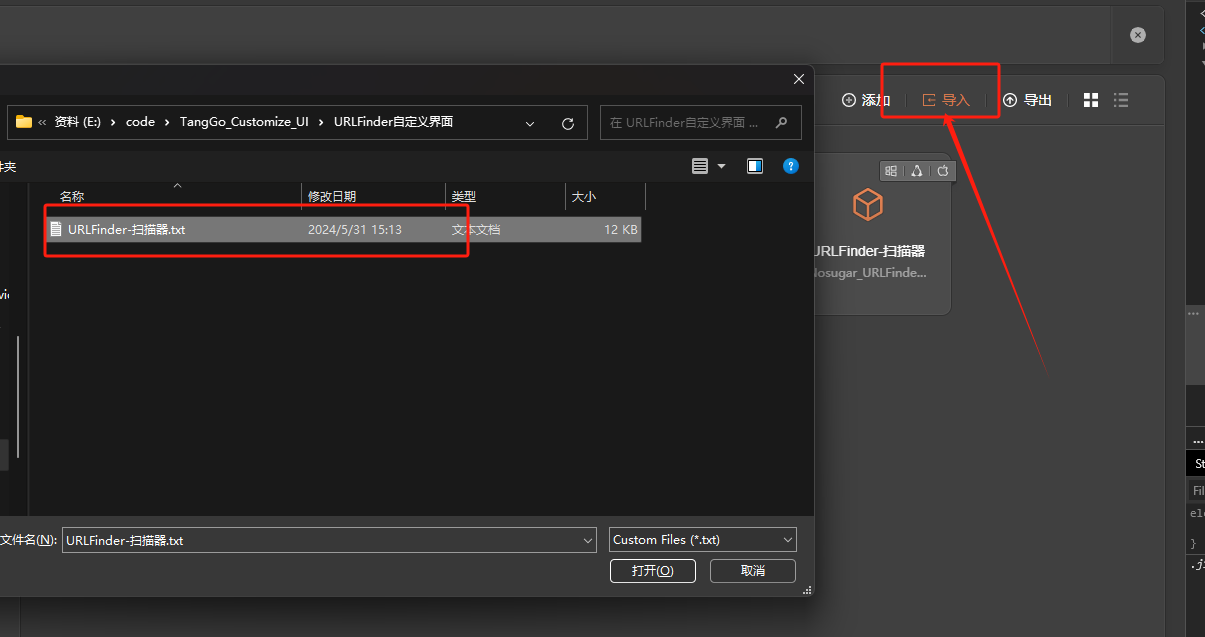 添加
导入
导出
« 资料 (E:) › code › TangGo_Customize_UI › URLFinder自定义界面
在 URLFinder自定义界面 ...
件夹
名称 修改日期 类型 大小
URLFinder-扫描器.txt 2024/5/31 15:13 文本文档 12 KB
URLFinder-扫描器
Nosugar_URLFinde...
文件名(N): URLFinder-扫描器.txt
Custom Files (*.txt)
打开(O) 取消
...
St
Fil
ele
}